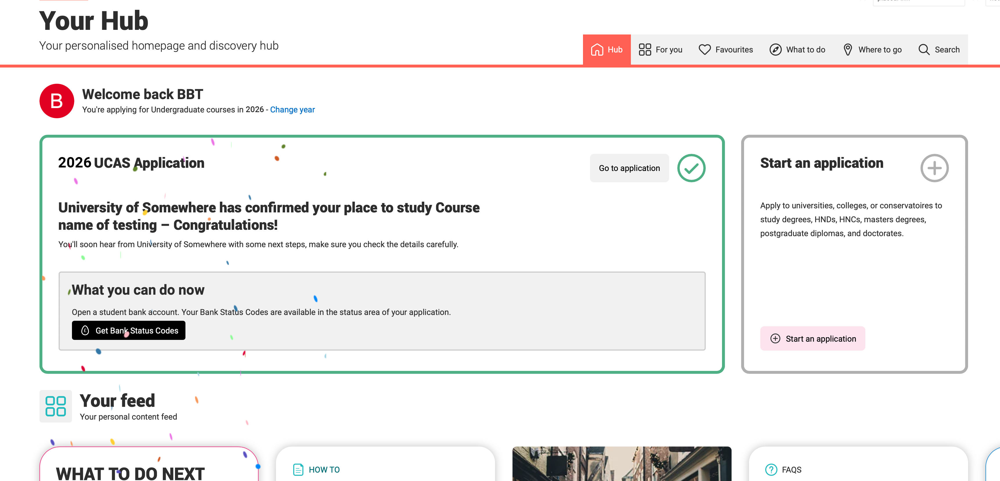 Your Hub
Your personalised homepage and discovery hub
Hub
For you
Favourites
What to do
Where to go
Search
B
Welcome back BBT
You're applying for Undergraduate courses in 2026 - Change year
2026 UCAS Application
Go to application
University of Somewhere has confirmed your place to study Course
name of testing – Congratulations!
You'll soon hear from University of Somewhere with some next steps, make sure you check the details carefully.
What you can do now
Open a student bank account. Your Bank Status Codes are available in the status area of your application.
£ Get Bank Status Codes
Start an application
Apply to universities, colleges, or conservatoires to
study degrees, HNDs, HNCs, masters degrees,
postgraduate diplomas, and doctorates.
Start an application
Your feed
Your personal content feed
WHAT TO DO NEXT
HOW TO
? FAQS